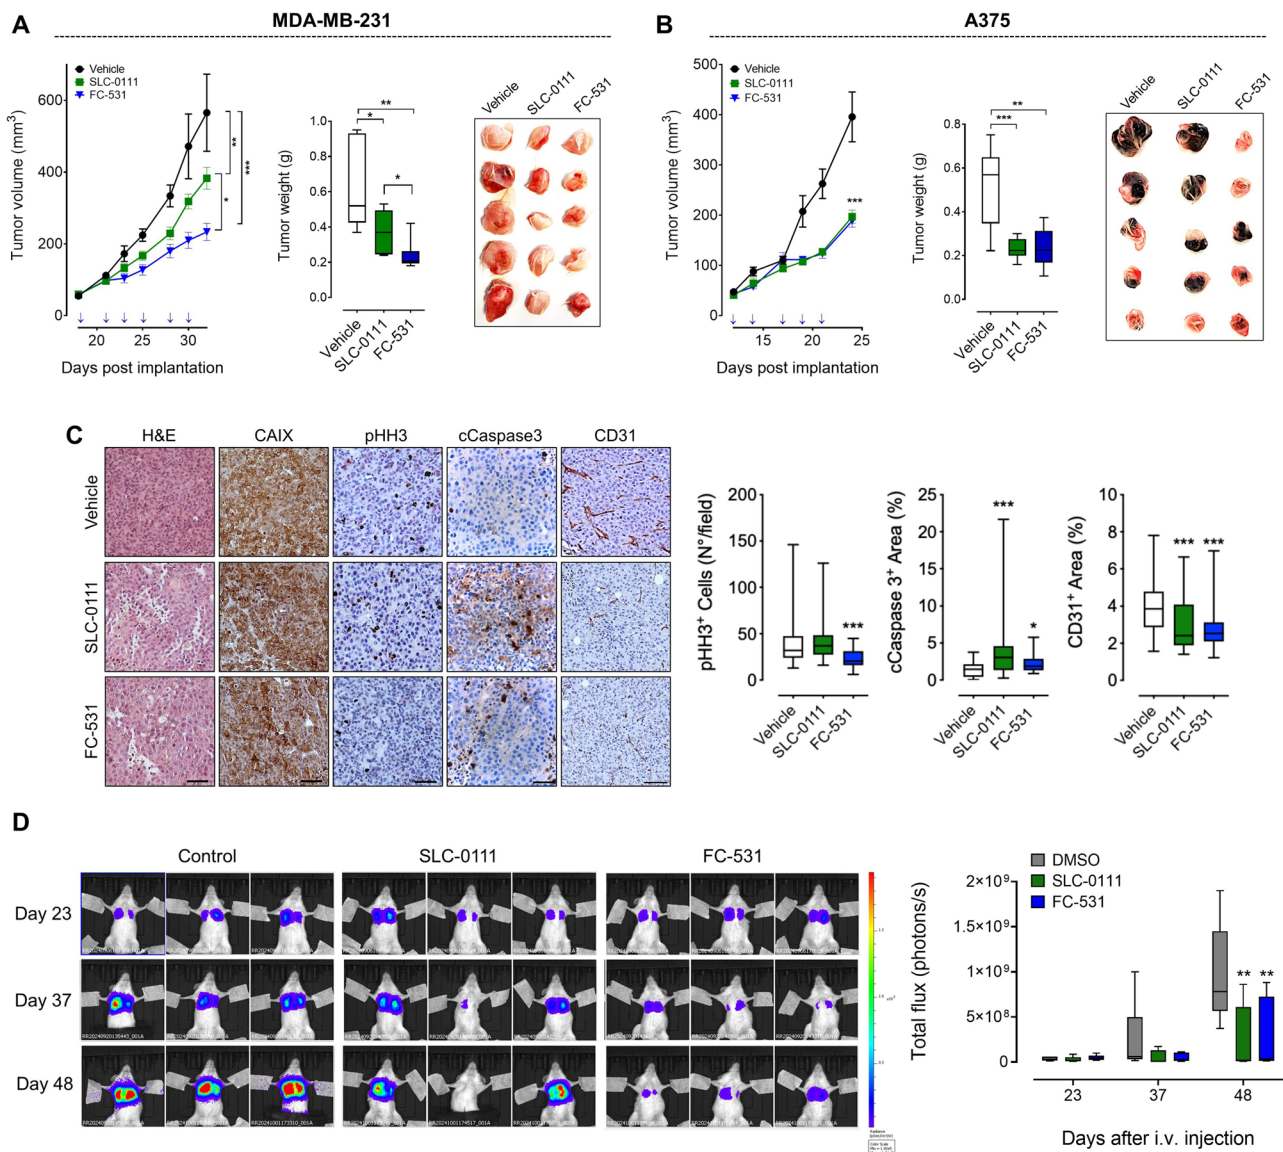 A
MDA-MB-231
Vehicle
SLC-0111
FC-531
Tumor volume (mm³)
600
400
200
0
20
25
30
Days post implantation
**
***
*
Tumor weight (g)
1.0
0.8
0.6
0.4
0.2
0.0
**
*
*
Vehicle
SLC-0111
FC-531
Vehicle
SLC-0111
FC-531
B
A375
Vehicle
SLC-0111
FC-531
Tumor volume (mm³)
500
400
300
200
100
0
15
20
25
Days post implantation
***
Tumor weight (g)
0.8
0.6
0.4
0.2
0.0
**
***
Vehicle
SLC-0111
FC-531
Vehicle
SLC-0111
FC-531
C
H&E
CAIX
pHH3
cCaspase3
CD31
Vehicle
SLC-0111
FC-531
pHH3⁺ Cells (N°/field)
200
150
100
50
0
***
Vehicle
SLC-0111
FC-531
cCaspase 3⁺ Area (%)
25
20
15
10
5
0
***
*
Vehicle
SLC-0111
FC-531
CD31⁺ Area (%)
10
8
6
4
2
0
***
***
Vehicle
SLC-0111
FC-531
D
Control
SLC-0111
FC-531
Day 23
Day 37
Day 48
DMSO
SLC-0111
FC-531
Total flux (photons/s)
2×10⁹
1.5×10⁹
1×10⁹
5×10⁸
0
**
**
23
37
48
Days after i.v. injection